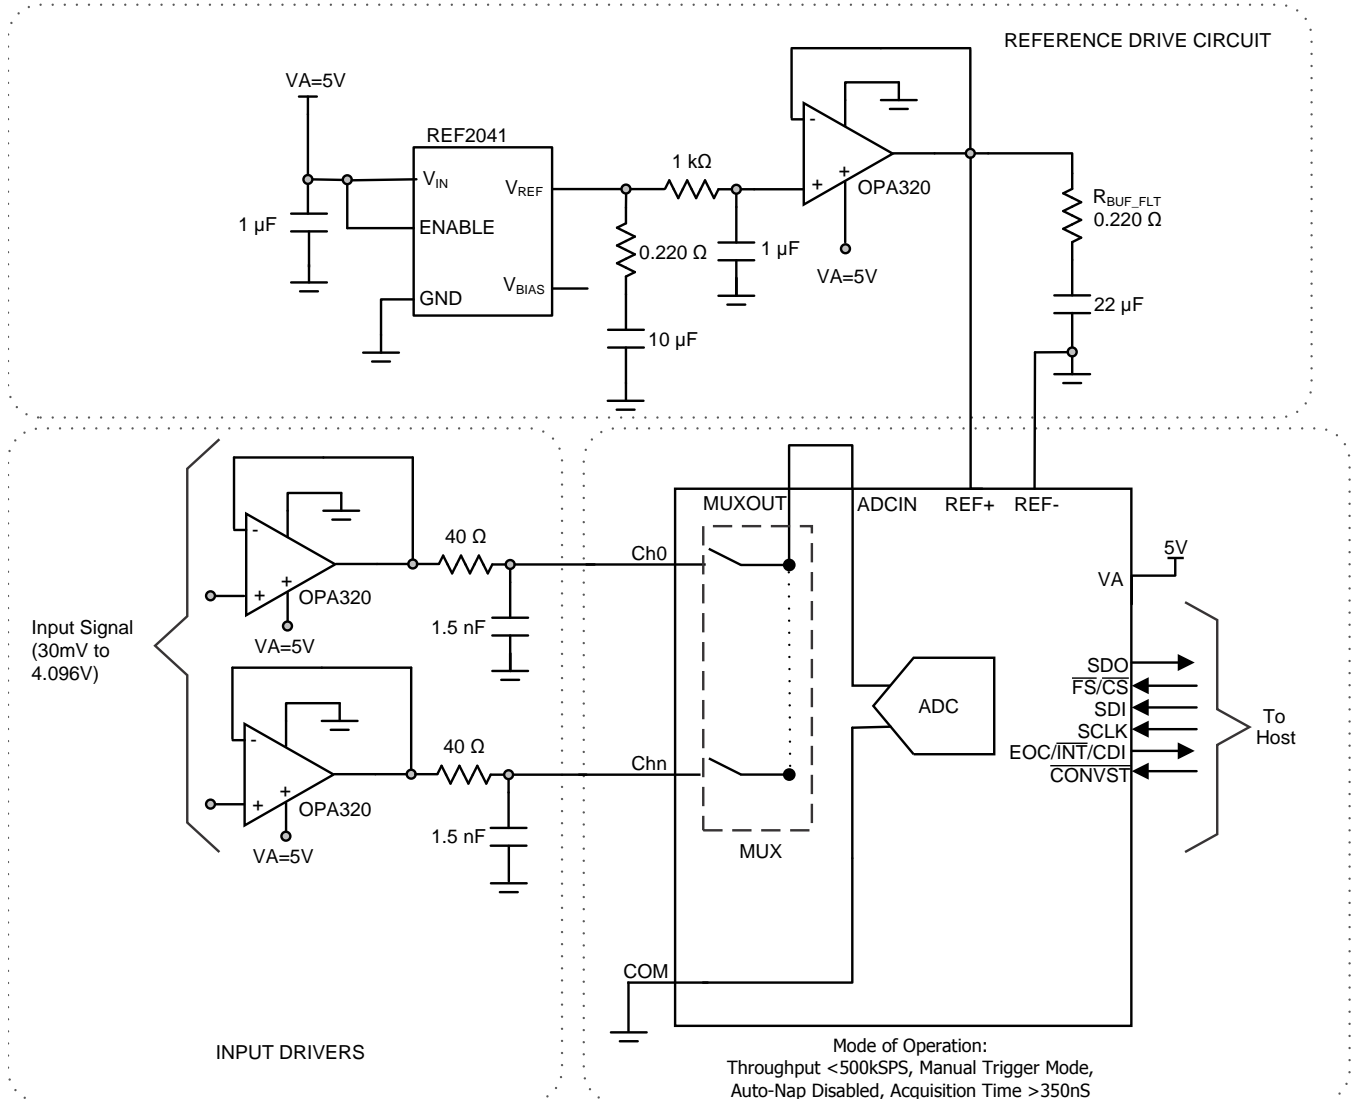 REFERENCE DRIVE CIRCUIT
VA=5V
REF2041
VIN
VREF
1 kΩ
-
+
+
OPA320
RBUF_FLT
0.220 Ω
1 µF
ENABLE
0.220 Ω
1 µF
VA=5V
VBIAS
GND
22 µF
10 µF
MUXOUT
ADCIN
REF+
REF-
-
+
+
OPA320
40 Ω
Ch0
5V
VA
Input Signal
(30mV to
4.096V)
VA=5V
1.5 nF
SDO
FS/CS
SDI
SCLK
EOC/INT/CDI
CONVST
To
Host
ADC
-
+
+
OPA320
40 Ω
Chn
VA=5V
1.5 nF
MUX
COM
INPUT DRIVERS
Mode of Operation:
Throughput <500kSPS, Manual Trigger Mode,
Auto-Nap Disabled, Acquisition Time >350nS